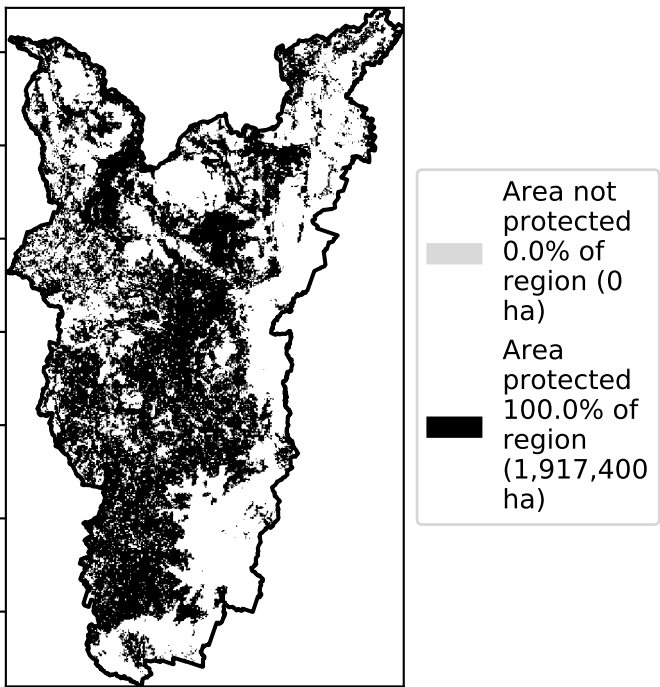 Area not
protected
0.0% of
region (0
ha)
Area
protected
100.0% of
region
(1,917,400
ha)